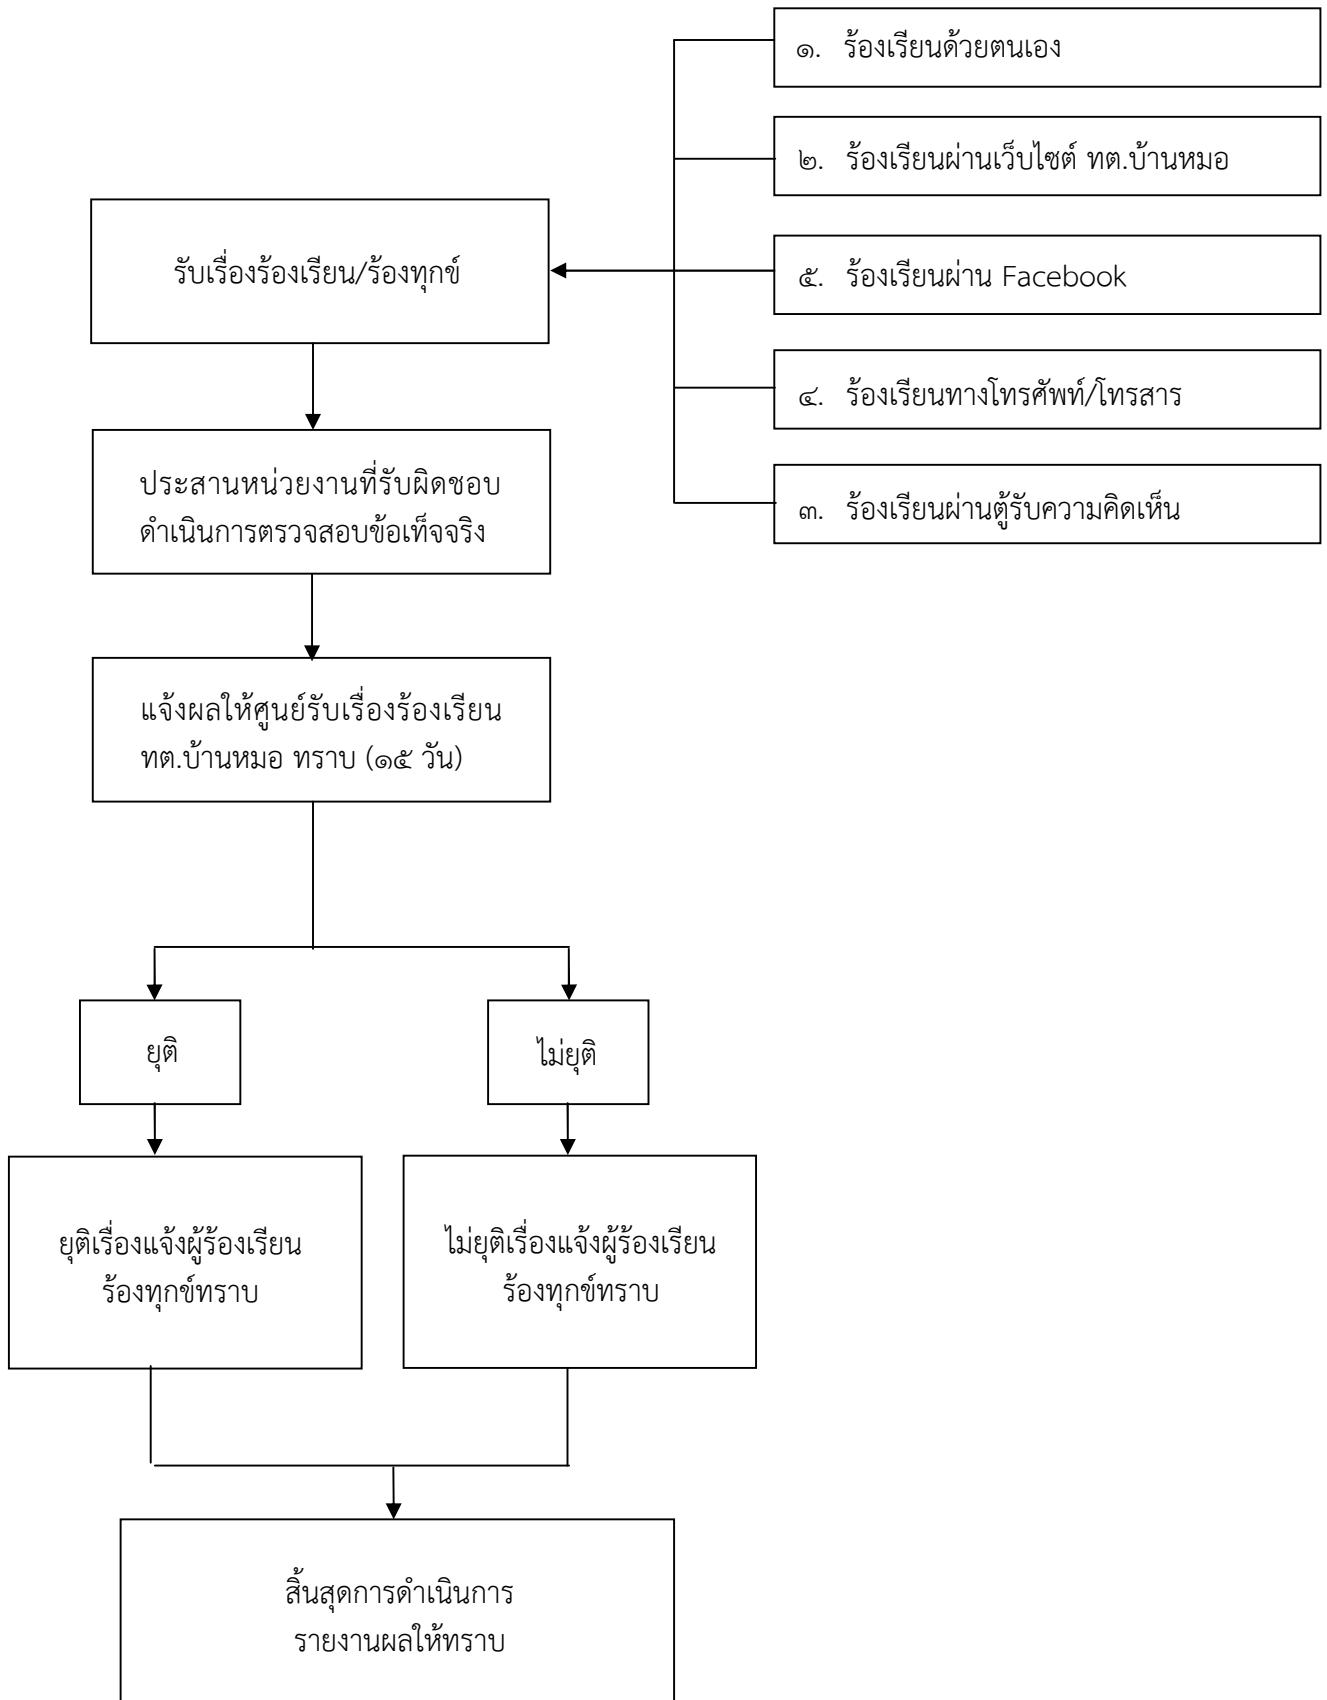 ๑. ร้องเรียนด้วยตนเอง
๒. ร้องเรียนผ่านเว็บไซต์ ทต.บ้านหมอ
๕. ร้องเรียนผ่าน Facebook
๔. ร้องเรียนทางโทรศัพท์/โทรสาร
๓. ร้องเรียนผ่านตู้รับความคิดเห็น
รับเรื่องร้องเรียน/ร้องทุกข์
ประสานหน่วยงานที่รับผิดชอบ
ดำเนินการตรวจสอบข้อเท็จจริง
แจ้งผลให้ศูนย์รับเรื่องร้องเรียน
ทต.บ้านหมอ ทราบ (๑๕ วัน)
ยุติ
ไม่ยุติ
ยุติเรื่องแจ้งผู้ร้องเรียน
ร้องทุกข์ทราบ
ไม่ยุติเรื่องแจ้งผู้ร้องเรียน
ร้องทุกข์ทราบ
สิ้นสุดการดำเนินการ
รายงานผลให้ทราบ